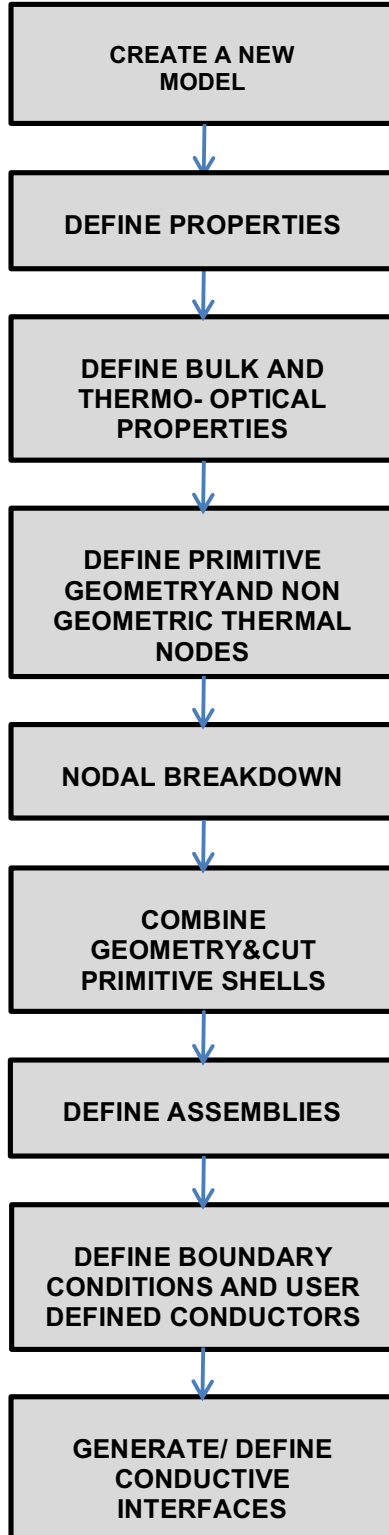 CREATE A NEW
MODEL
DEFINE PROPERTIES
DEFINE BULK AND
THERMO- OPTICAL
PROPERTIES
DEFINE PRIMITIVE
GEOMETRYAND NON
GEOMETRIC THERMAL
NODES
NODAL BREAKDOWN
COMBINE
GEOMETRY&CUT
PRIMITIVE SHELLS
DEFINE ASSEMBLIES
DEFINE BOUNDARY
CONDITIONS AND USER
DEFINED CONDUCTORS
GENERATE/ DEFINE
CONDUCTIVE
INTERFACES